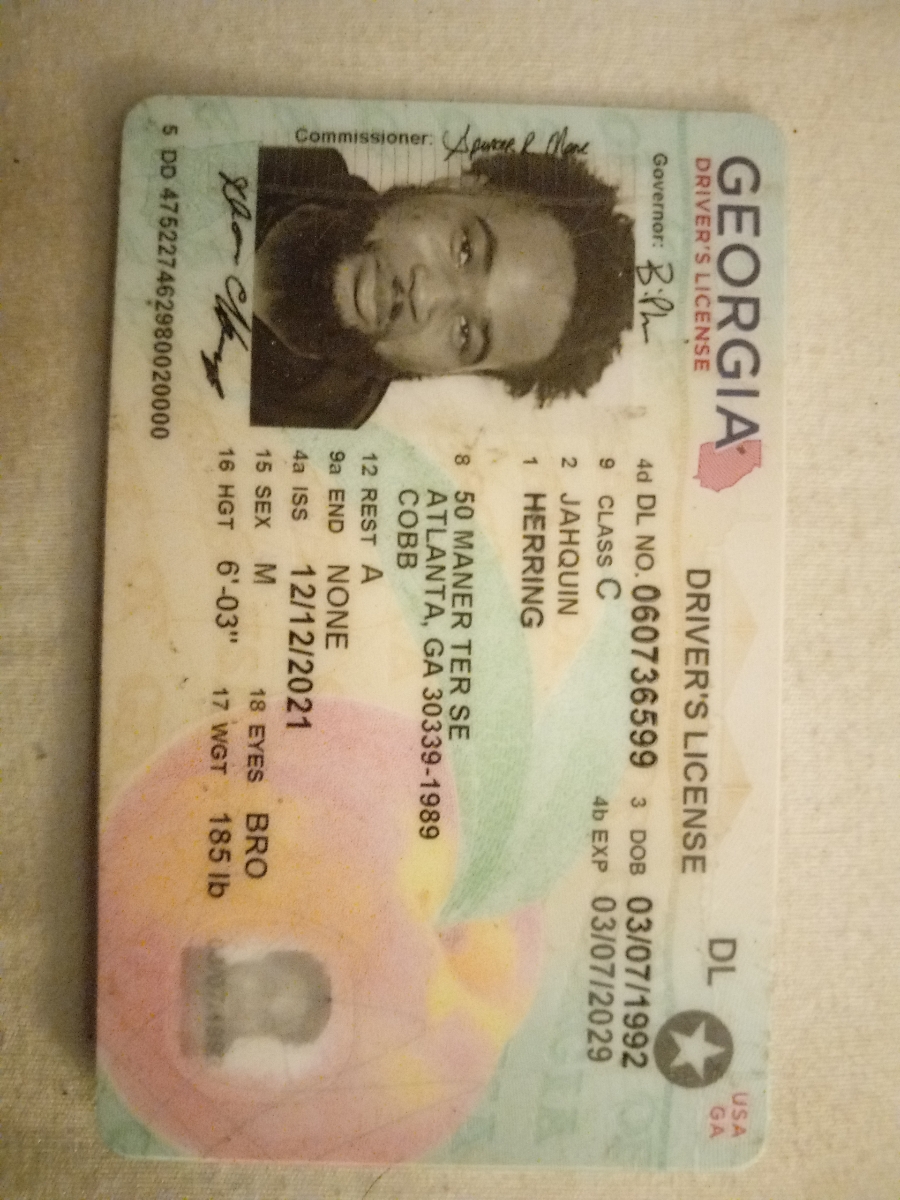 GEORGIA
DRIVER'S LICENSE
DRIVER'S LICENSE
DL
USA
GA
Governor:
Commissioner:
4d DL NO. 060736599 3 DOB 03/07/1992
9 CLASS C 4b EXP 03/07/2029
2 JAHQUIN
1 HERRING
8 50 MANER TER SE
ATLANTA, GA 30339-1989
COBB
12 REST A
9a END NONE
4a ISS 12/12/2021
15 SEX M 18 EYES BRO
16 HGT 6'-03" 17 WGT 185 lb
5 DD 475227462980020000